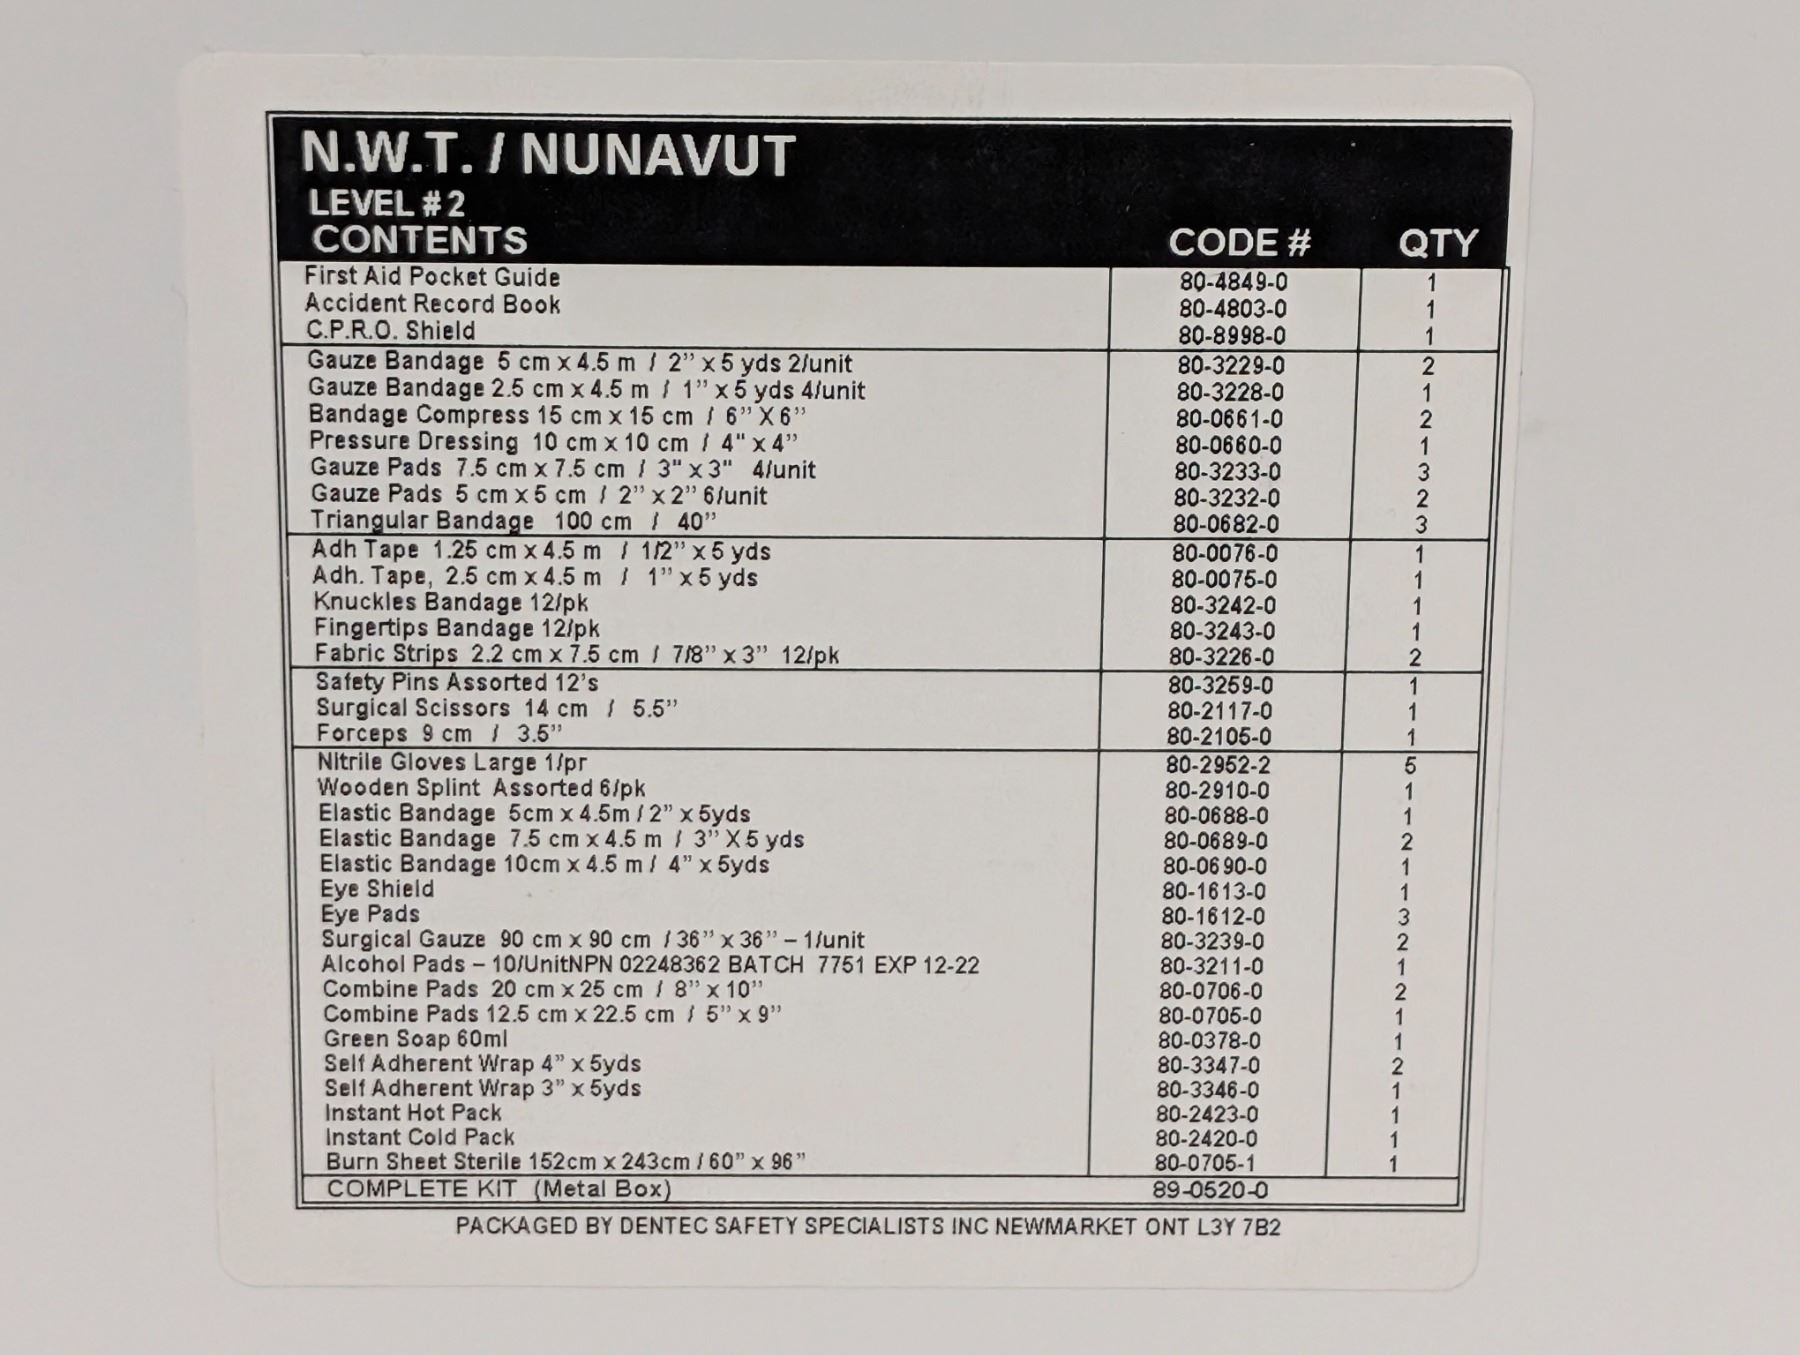 N.W.T. / NUNAVUT
LEVEL # 2
CONTENTS CODE # QTY
First Aid Pocket Guide 80-4849-0 1
Accident Record Book 80-4803-0 1
C.P.R.O. Shield 80-8998-0 1
Gauze Bandage 5 cm x 4.5 m / 2” x 5 yds 2/unit 80-3229-0 2
Gauze Bandage 2.5 cm x 4.5 m / 1” x 5 yds 4/unit 80-3228-0 1
Bandage Compress 15 cm x 15 cm / 6” X 6” 80-0661-0 2
Pressure Dressing 10 cm x 10 cm / 4" x 4” 80-0660-0 1
Gauze Pads 7.5 cm x 7.5 cm / 3" x 3" 4/unit 80-3233-0 3
Gauze Pads 5 cm x 5 cm / 2” x 2” 6/unit 80-3232-0 2
Triangular Bandage 100 cm / 40” 80-0682-0 3
Adh Tape 1.25 cm x 4.5 m / 1/2” x 5 yds 80-0076-0 1
Adh. Tape, 2.5 cm x 4.5 m / 1” x 5 yds 80-0075-0 1
Knuckles Bandage 12/pk 80-3242-0 1
Fingertips Bandage 12/pk 80-3243-0 1
Fabric Strips 2.2 cm x 7.5 cm / 7/8” x 3” 12/pk 80-3226-0 2
Safety Pins Assorted 12’s 80-3259-0 1
Surgical Scissors 14 cm / 5.5” 80-2117-0 1
Forceps 9 cm / 3.5” 80-2105-0 1
Nitrile Gloves Large 1/pr 80-2952-2 5
Wooden Splint Assorted 6/pk 80-2910-0 1
Elastic Bandage 5cm x 4.5m / 2” x 5yds 80-0688-0 1
Elastic Bandage 7.5 cm x 4.5 m / 3” X 5 yds 80-0689-0 2
Elastic Bandage 10cm x 4.5 m / 4” x 5yds 80-0690-0 1
Eye Shield 80-1613-0 1
Eye Pads 80-1612-0 3
Surgical Gauze 90 cm x 90 cm / 36” x 36” – 1/unit 80-3239-0 2
Alcohol Pads – 10/UnitNPN 02248362 BATCH 7751 EXP 12-22 80-3211-0 1
Combine Pads 20 cm x 25 cm / 8” x 10” 80-0706-0 2
Combine Pads 12.5 cm x 22.5 cm / 5” x 9” 80-0705-0 1
Green Soap 60ml 80-0378-0 1
Self Adherent Wrap 4” x 5yds 80-3347-0 2
Self Adherent Wrap 3” x 5yds 80-3346-0 1
Instant Hot Pack 80-2423-0 1
Instant Cold Pack 80-2420-0 1
Burn Sheet Sterile 152cm x 243cm / 60” x 96” 80-0705-1 1
COMPLETE KIT (Metal Box) 89-0520-0
PACKAGED BY DENTEC SAFETY SPECIALISTS INC NEWMARKET ONT L3Y 7B2